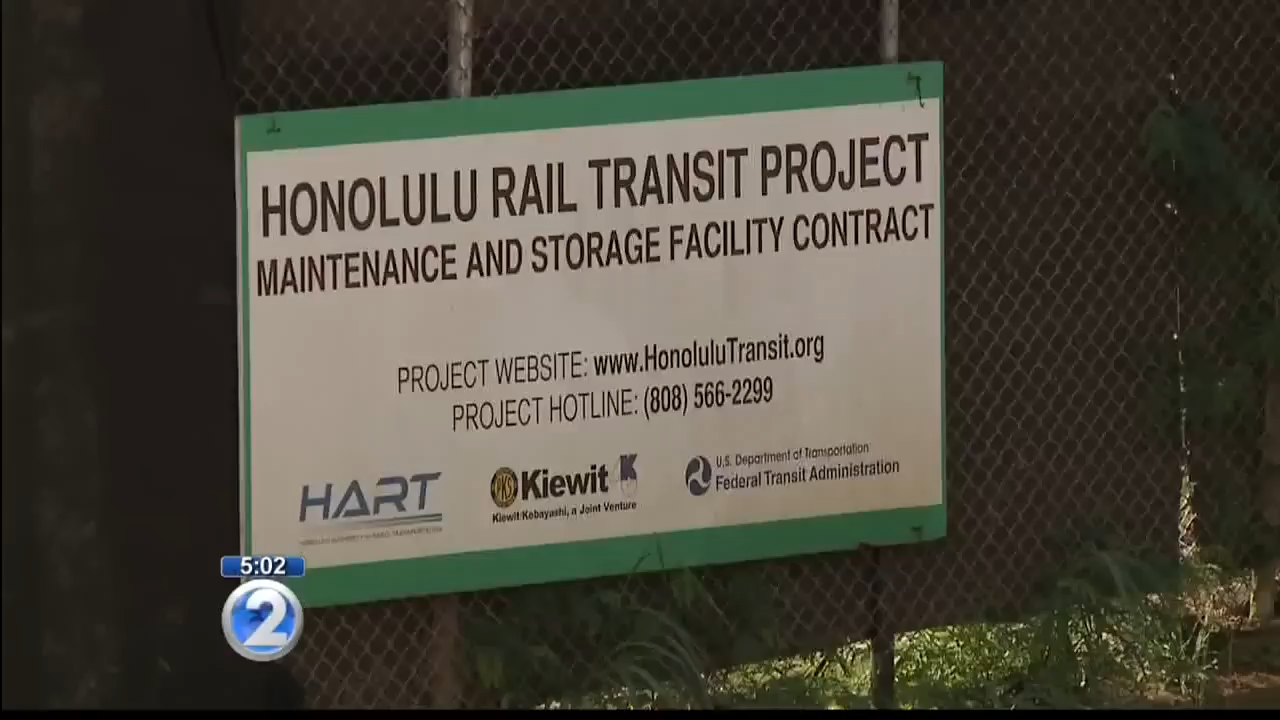 HONOLULU RAIL TRANSIT PROJECT
MAINTENANCE AND STORAGE FACILITY CONTRACT
PROJECT WEBSITE: www.HonoluluTransit.org
PROJECT HOTLINE: (808) 566-2299
HART
PKS Kiewit K
Kiewit/Kobayashi, a Joint Venture
U.S. Department of Transportation
Federal Transit Administration
5:02
2